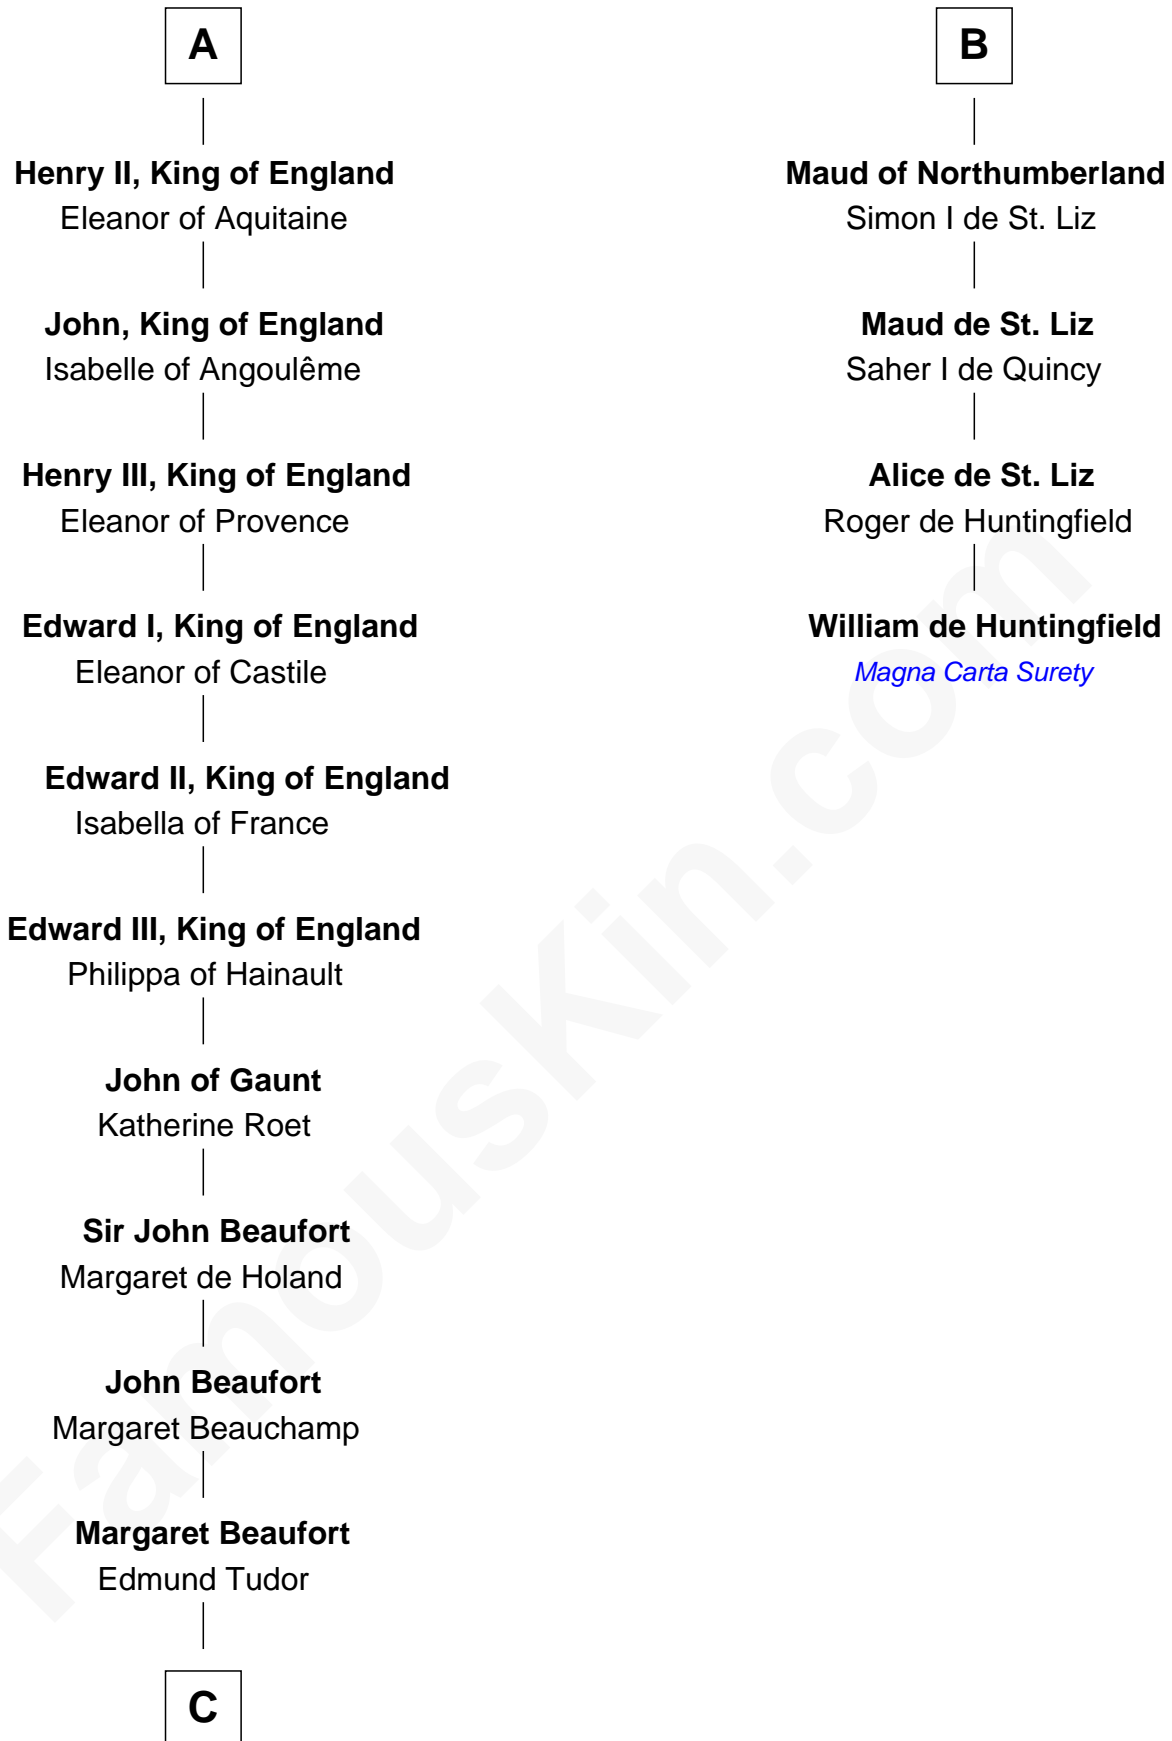 A
Henry II, King of England
Eleanor of Aquitaine
John, King of England
Isabelle of Angoulême
Henry III, King of England
Eleanor of Provence
Edward I, King of England
Eleanor of Castile
Edward II, King of England
Isabella of France
Edward III, King of England
Philippa of Hainault
John of Gaunt
Katherine Roet
Sir John Beaufort
Margaret de Holand
John Beaufort
Margaret Beauchamp
Margaret Beaufort
Edmund Tudor
C
B
Maud of Northumberland
Simon I de St. Liz
Maud de St. Liz
Saher I de Quincy
Alice de St. Liz
Roger de Huntingfield
William de Huntingfield
Magna Carta Surety
FamousKin.com